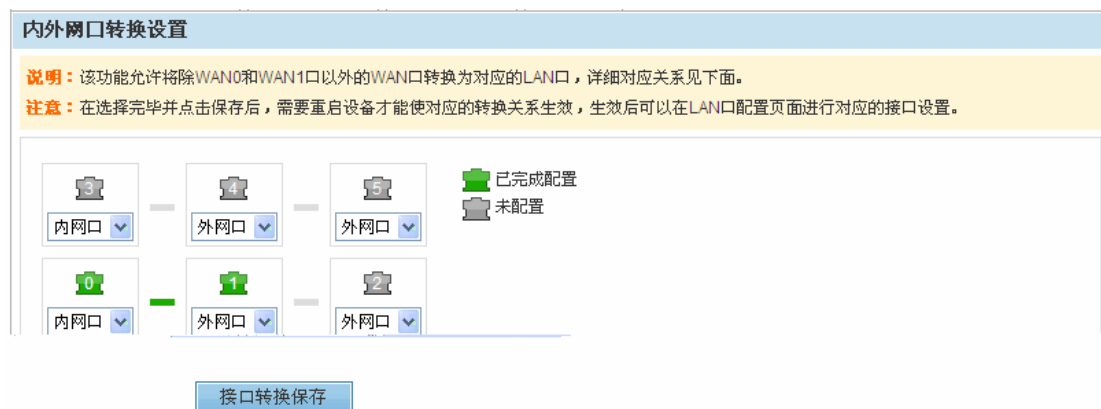 内外网口转换设置
说明：该功能允许将除WAN0和WAN1口以外的WAN口转换为对应的LAN口，详细对应关系见下面。
注意：在选择完毕并点击保存后，需要重启设备才能使对应的转换关系生效，生效后可以在LAN口配置页面进行对应的接口设置。
3 4 5 已完成配置
内网口 外网口 外网口 未配置
0 1 2
内网口 外网口 外网口
接口转换保存